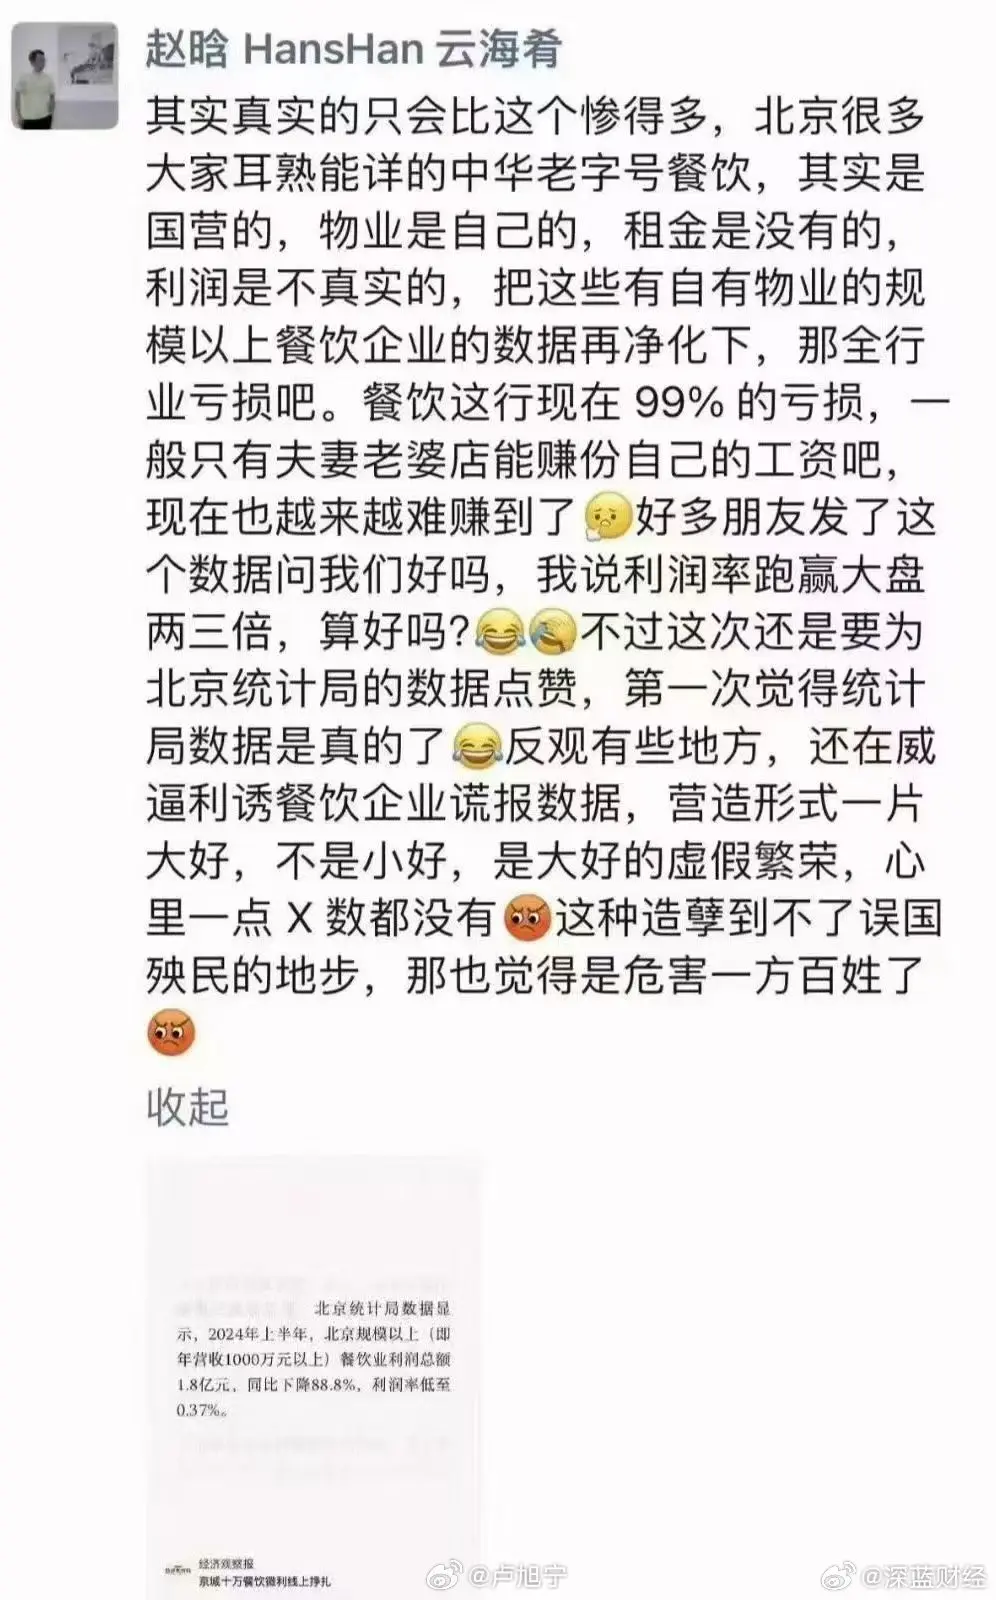 赵晗 HansHan 云海肴
其实真实的只会比这个惨得多，北京很多
大家耳熟能详的中华老字号餐饮，其实是
国营的，物业是自己的，租金是没有的，
利润是不真实的，把这些有自有物业的规
模以上餐饮企业的数据再净化下，那全行
业亏损吧。餐饮这行现在 99% 的亏损，一
般只有夫妻老婆店能赚份自己的工资吧，
现在也越来越难赚到了😮‍💨好多朋友发了这
个数据问我们好吗，我说利润率跑赢大盘
两三倍，算好吗?😂🤦不过这次还是要为
北京统计局的数据点赞，第一次觉得统计
局数据是真的了😂反观有些地方，还在威
逼利诱餐饮企业谎报数据，营造形式一片
大好，不是小好，是大好的虚假繁荣，心
里一点 X 数都没有😡这种造孽到不了误国
殃民的地步，那也觉得是危害一方百姓了
😡
收起
北京统计局数据显
示，2024年上半年，北京规模以上（即
年营收1000万元以上）餐饮业利润总额
1.8亿元，同比下降88.8%，利润率低至
0.37%。
经济观察报
京城十万餐饮微利线上挣扎
@卢旭宁
@深蓝财经